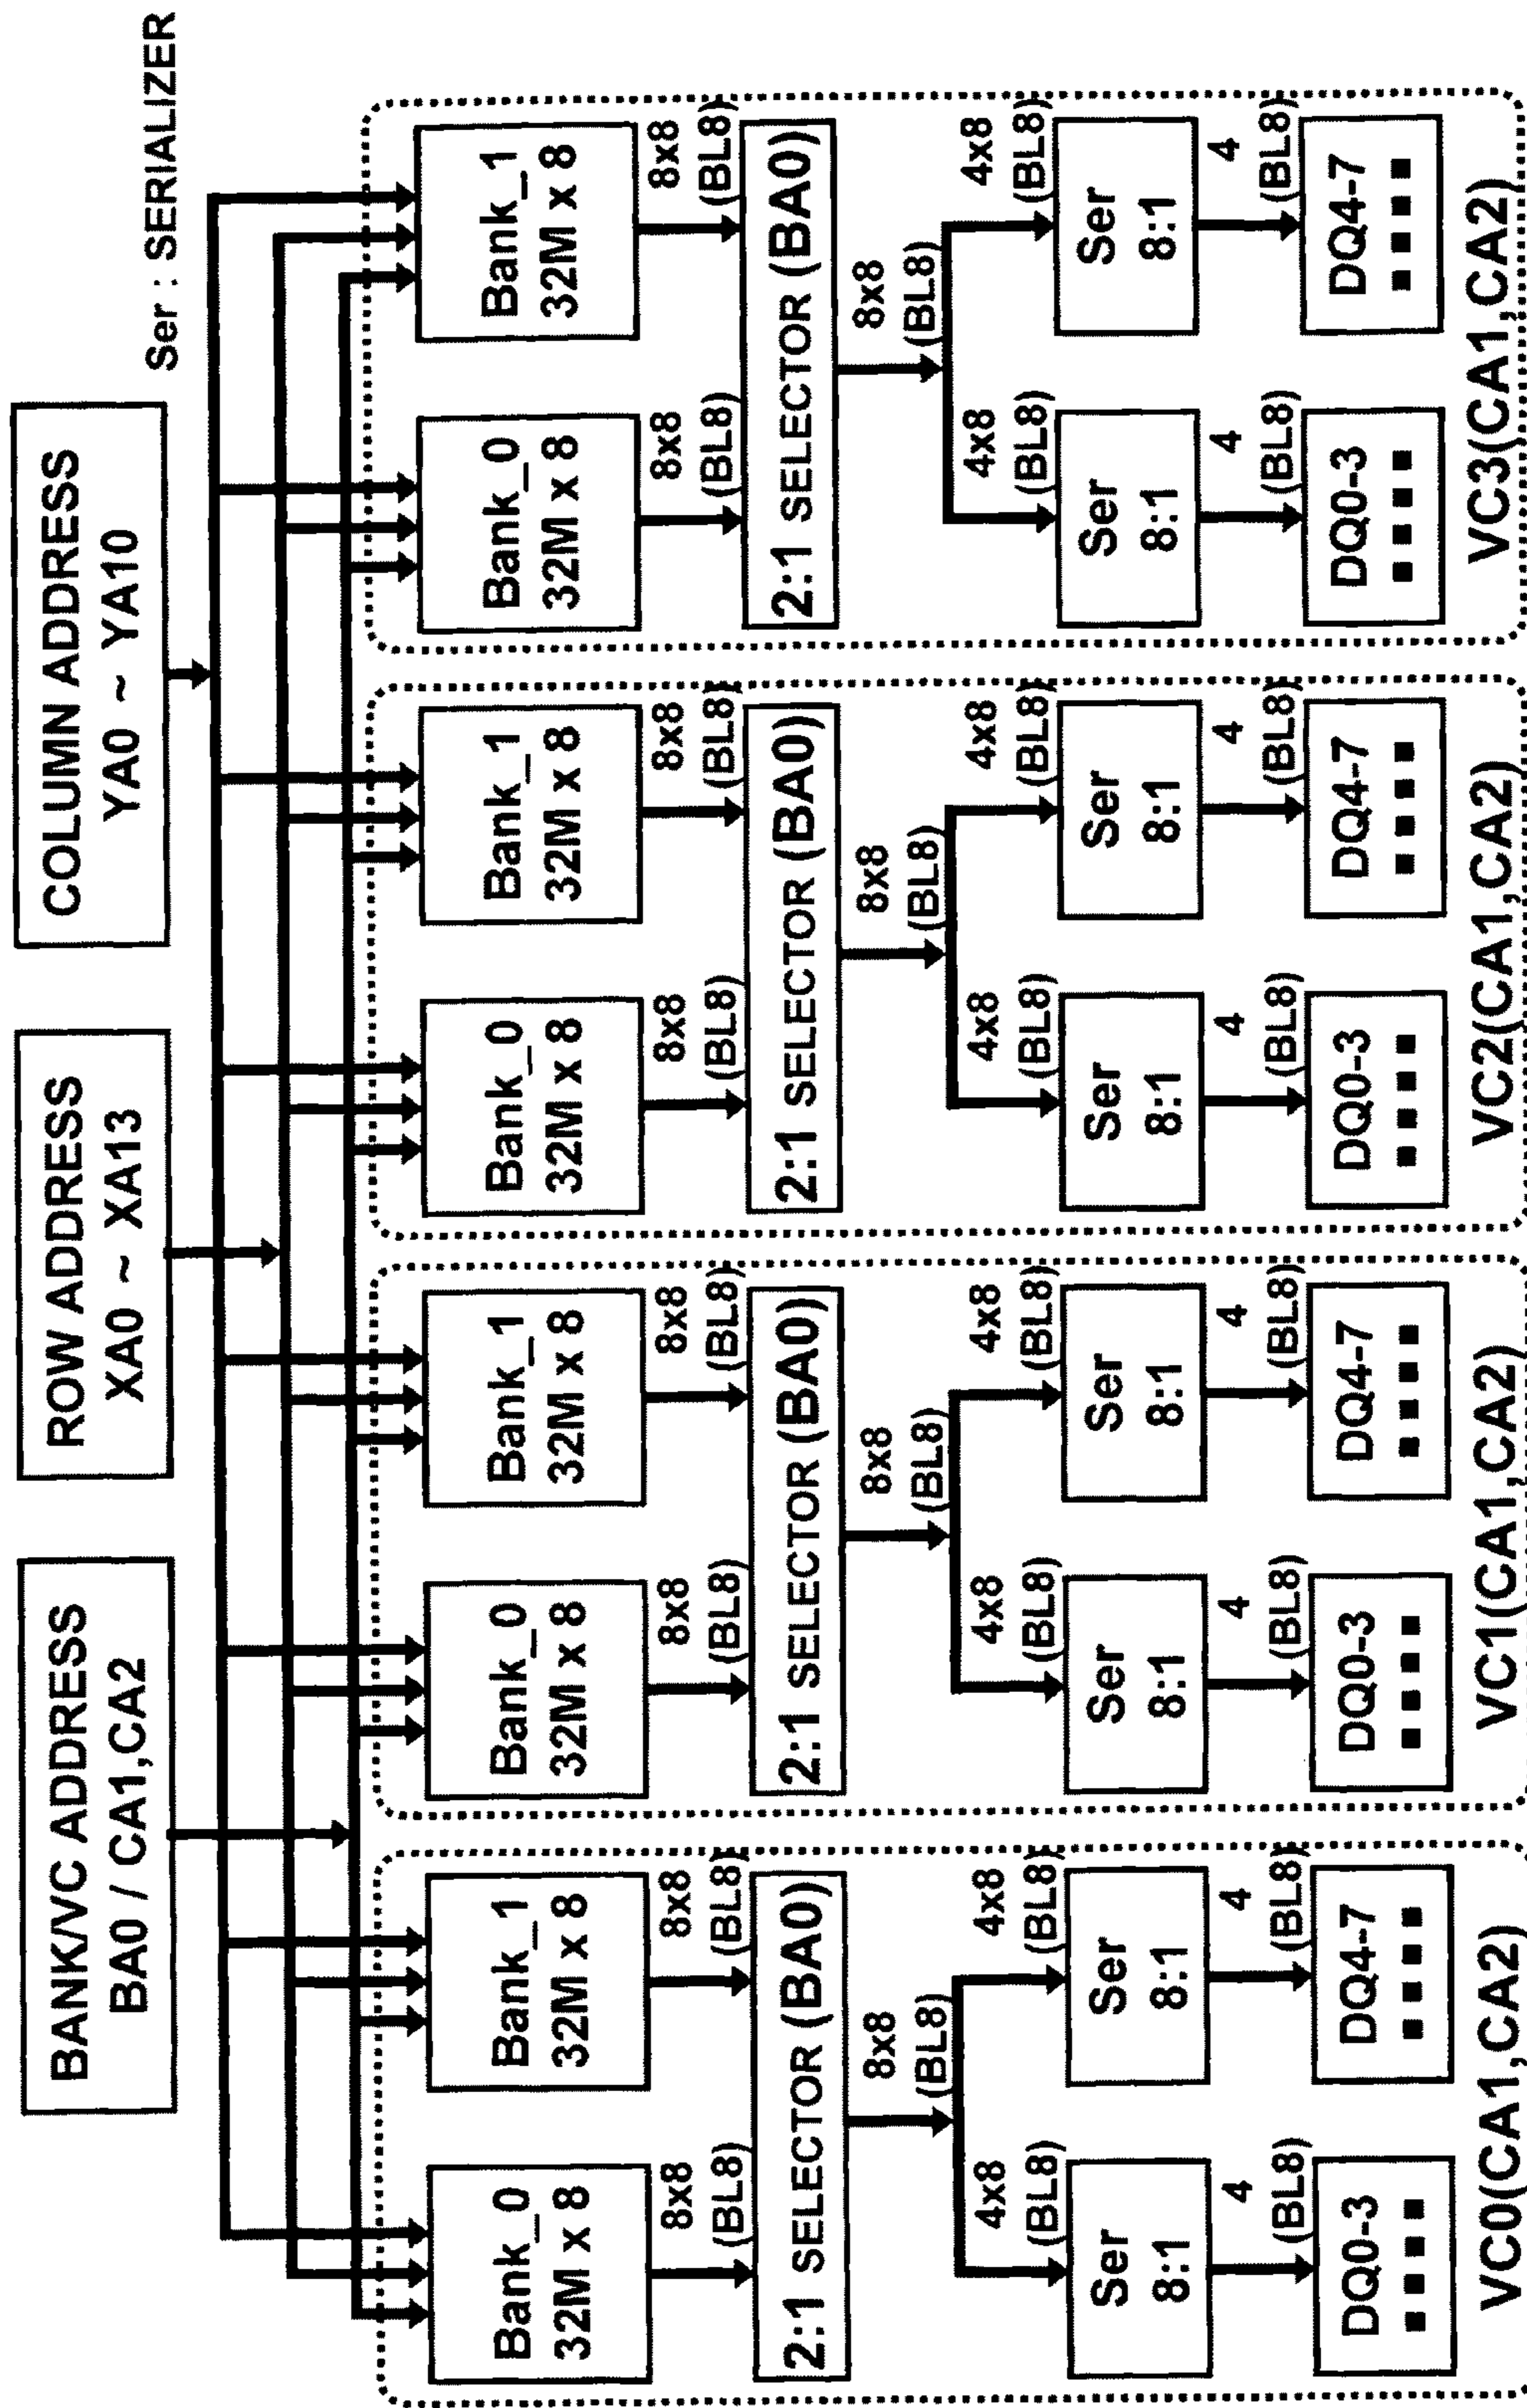 BANK/VC ADDRESS
BA0 / CA1,CA2
ROW ADDRESS
XA0 ~ XA13
COLUMN ADDRESS
YA0 ~ YA10
Ser : SERIALIZER
Bank_0
32M x 8
Bank_1
32M x 8
8x8
(BL8)
8x8
(BL8)
2:1 SELECTOR (BA0)
8x8
(BL8)
4x8
(BL8)
4x8
(BL8)
Ser
8:1
Ser
8:1
4
(BL8)
4
(BL8)
DQ0-3
DQ4-7
VC0(CA1,CA2)
Bank_0
32M x 8
Bank_1
32M x 8
8x8
(BL8)
8x8
(BL8)
2:1 SELECTOR (BA0)
8x8
(BL8)
4x8
(BL8)
4x8
(BL8)
Ser
8:1
Ser
8:1
4
(BL8)
4
(BL8)
DQ0-3
DQ4-7
VC1(CA1,CA2)
Bank_0
32M x 8
Bank_1
32M x 8
8x8
(BL8)
8x8
(BL8)
2:1 SELECTOR (BA0)
8x8
(BL8)
4x8
(BL8)
4x8
(BL8)
Ser
8:1
Ser
8:1
4
(BL8)
4
(BL8)
DQ0-3
DQ4-7
VC2(CA1,CA2)
Bank_0
32M x 8
Bank_1
32M x 8
8x8
(BL8)
8x8
(BL8)
2:1 SELECTOR (BA0)
8x8
(BL8)
4x8
(BL8)
4x8
(BL8)
Ser
8:1
Ser
8:1
4
(BL8)
4
(BL8)
DQ0-3
DQ4-7
VC3(CA1,CA2)